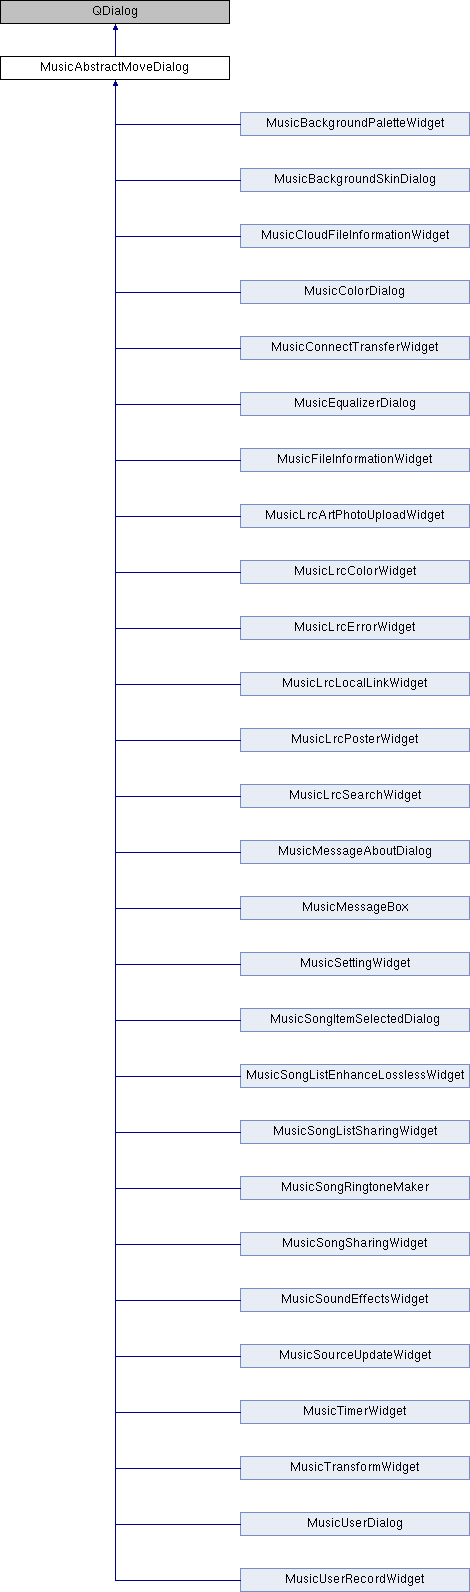 QDialog
MusicAbstractMoveDialog
MusicBackgroundPaletteWidget
MusicBackgroundSkinDialog
MusicCloudFileInformationWidget
MusicColorDialog
MusicConnectTransferWidget
MusicEqualizerDialog
MusicFileInformationWidget
MusicLrcArtPhotoUploadWidget
MusicLrcColorWidget
MusicLrcErrorWidget
MusicLrcLocalLinkWidget
MusicLrcPosterWidget
MusicLrcSearchWidget
MusicMessageAboutDialog
MusicMessageBox
MusicSettingWidget
MusicSongItemSelectedDialog
MusicSongListEnhanceLosslessWidget
MusicSongListSharingWidget
MusicSongRingtoneMaker
MusicSongSharingWidget
MusicSoundEffectsWidget
MusicSourceUpdateWidget
MusicTimerWidget
MusicTransformWidget
MusicUserDialog
MusicUserRecordWidget